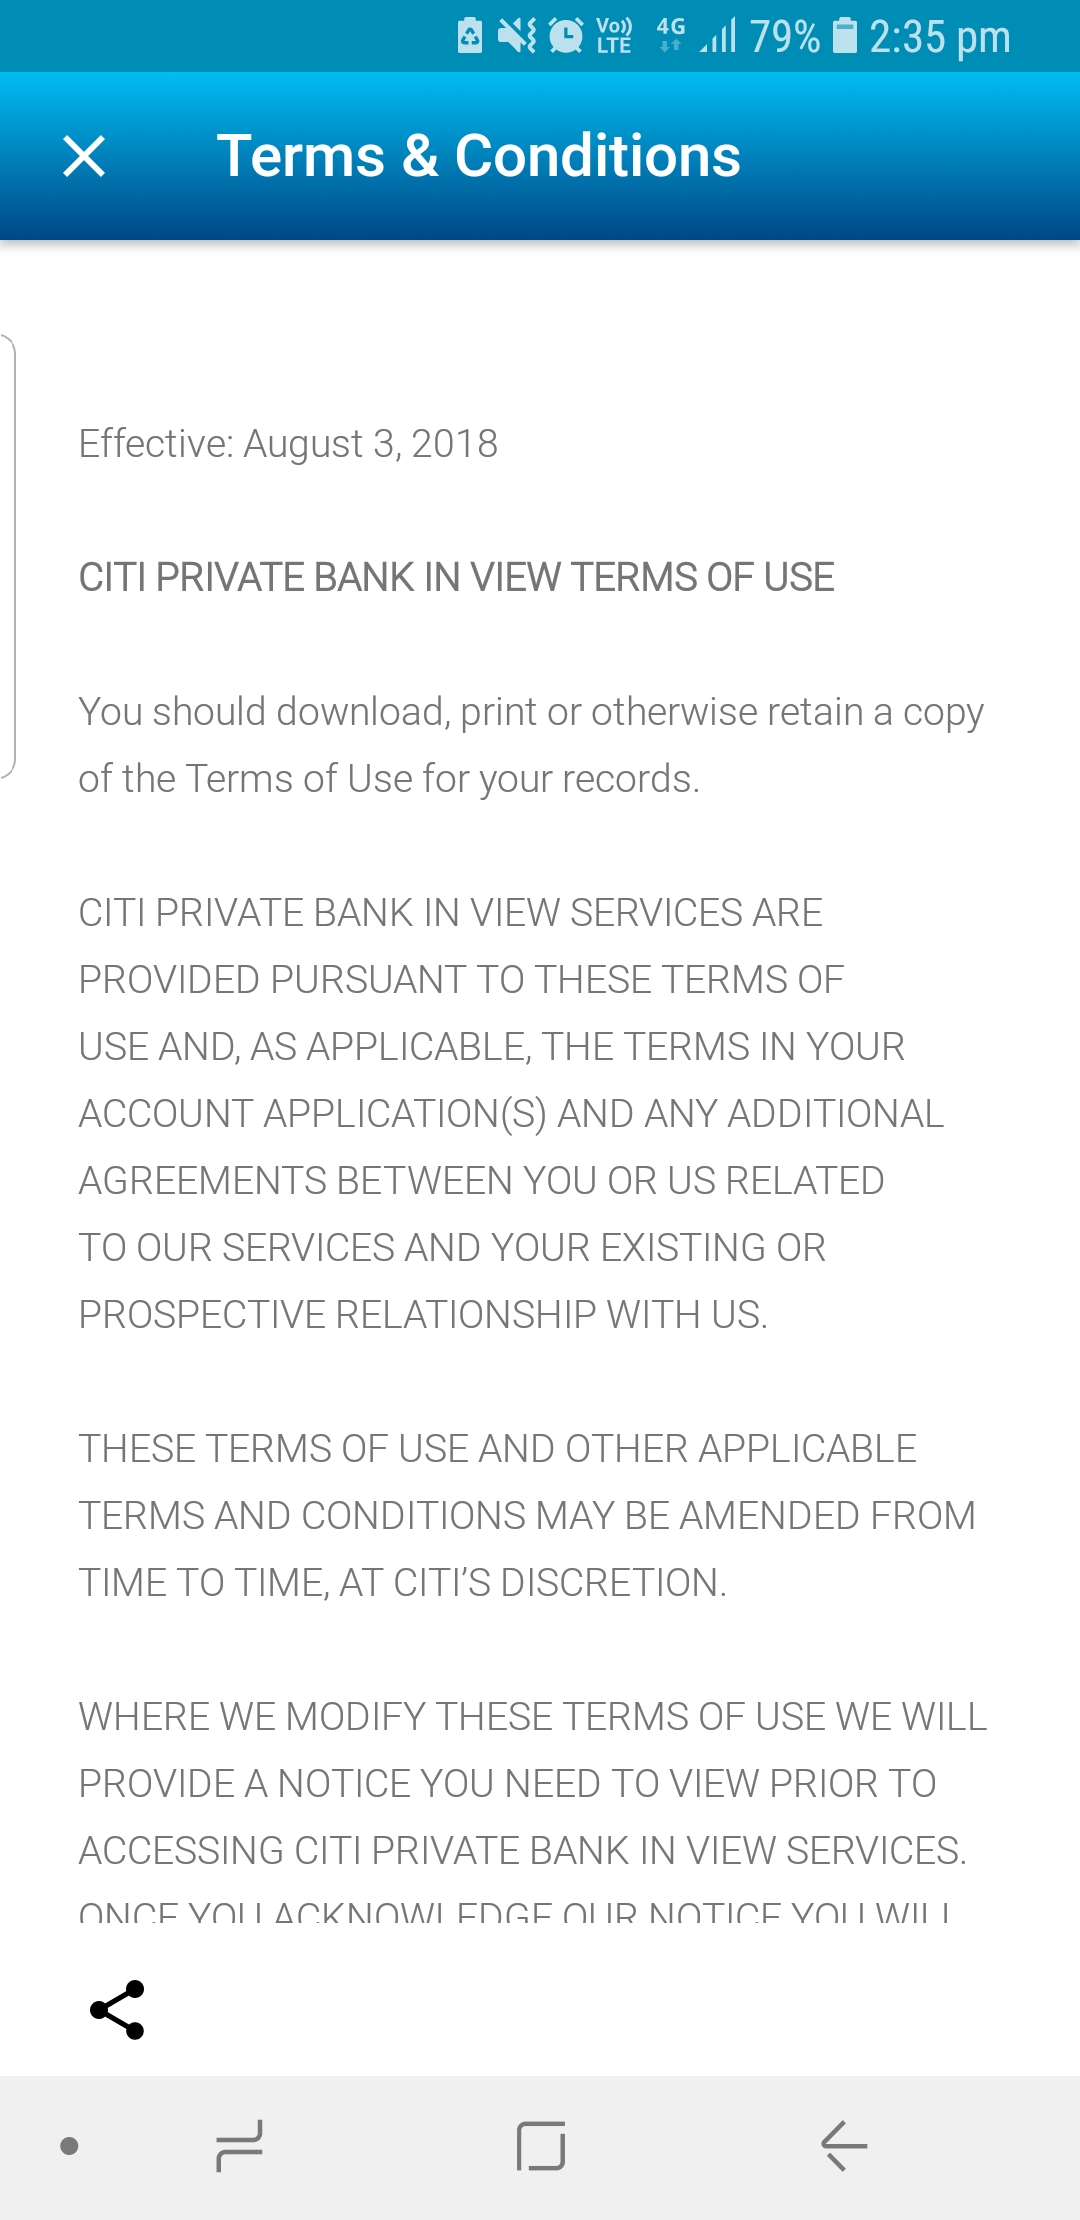 Vo)) LTE 4G 79% 2:35 pm
Terms & Conditions
Effective: August 3, 2018
CITI PRIVATE BANK IN VIEW TERMS OF USE
You should download, print or otherwise retain a copy
of the Terms of Use for your records.
CITI PRIVATE BANK IN VIEW SERVICES ARE
PROVIDED PURSUANT TO THESE TERMS OF
USE AND, AS APPLICABLE, THE TERMS IN YOUR
ACCOUNT APPLICATION(S) AND ANY ADDITIONAL
AGREEMENTS BETWEEN YOU OR US RELATED
TO OUR SERVICES AND YOUR EXISTING OR
PROSPECTIVE RELATIONSHIP WITH US.
THESE TERMS OF USE AND OTHER APPLICABLE
TERMS AND CONDITIONS MAY BE AMENDED FROM
TIME TO TIME, AT CITI’S DISCRETION.
WHERE WE MODIFY THESE TERMS OF USE WE WILL
PROVIDE A NOTICE YOU NEED TO VIEW PRIOR TO
ACCESSING CITI PRIVATE BANK IN VIEW SERVICES.
ONCE YOU ACKNOWLEDGE OUR NOTICE YOU WILL